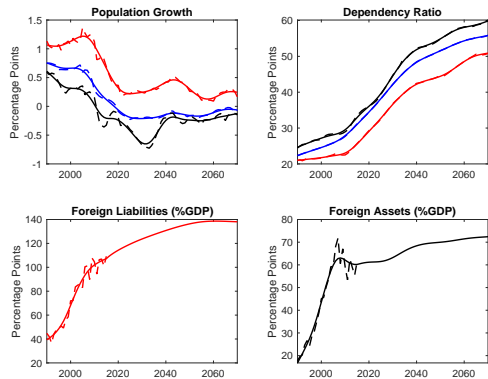 Population Growth
Percentage Points
1.5
1
0.5
0
-0.5
-1
2000 2020 2040 2060
Dependency Ratio
Percentage Points
60
50
40
30
20
2000 2020 2040 2060
Foreign Liabilities (%GDP)
Percentage Points
140
120
100
80
60
40
20
2000 2020 2040 2060
Foreign Assets (%GDP)
Percentage Points
80
70
60
50
40
30
20
2000 2020 2040 2060